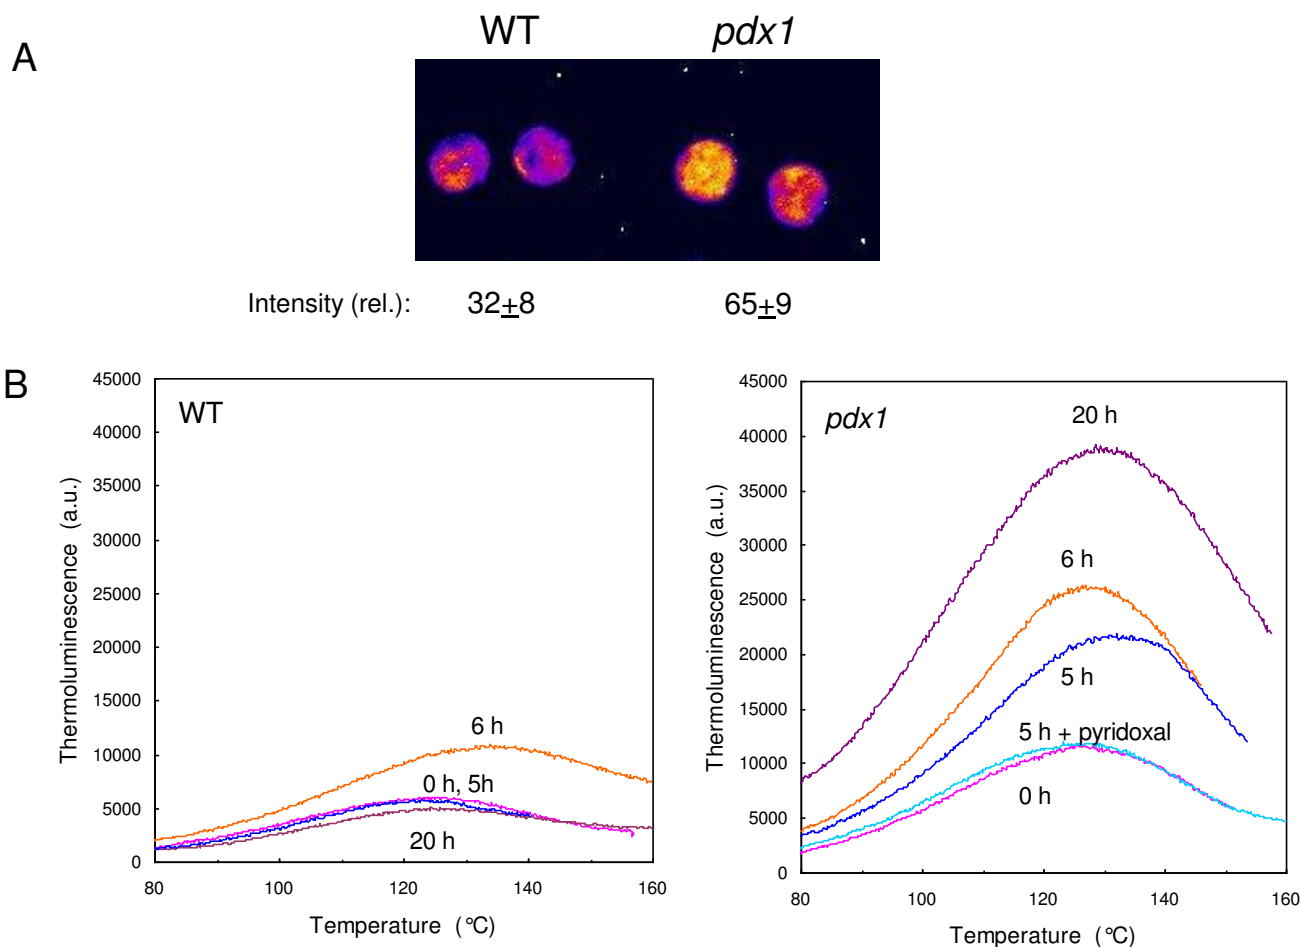 A
WT pdx1
Intensity (rel.): 32±8 65±9
B
WT
45000
40000
35000
30000
25000
20000
15000
10000
5000
0
Thermoluminescence (a.u.)
6 h
0 h, 5h
20 h
80 100 120 140 160
Temperature (°C)
pdx1
45000
40000
35000
30000
25000
20000
15000
10000
5000
0
Thermoluminescence (a.u.)
20 h
6 h
5 h
5 h + pyridoxal
0 h
80 100 120 140 160
Temperature (°C)